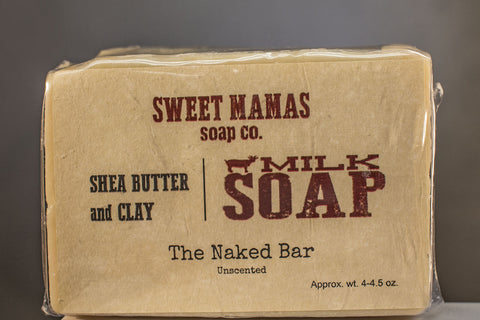 SWEET MAMAS
soap co.
SHEA BUTTER
and CLAY
MILK
SOAP
The Naked Bar
Unscented
Approx. wt. 4-4.5 oz.